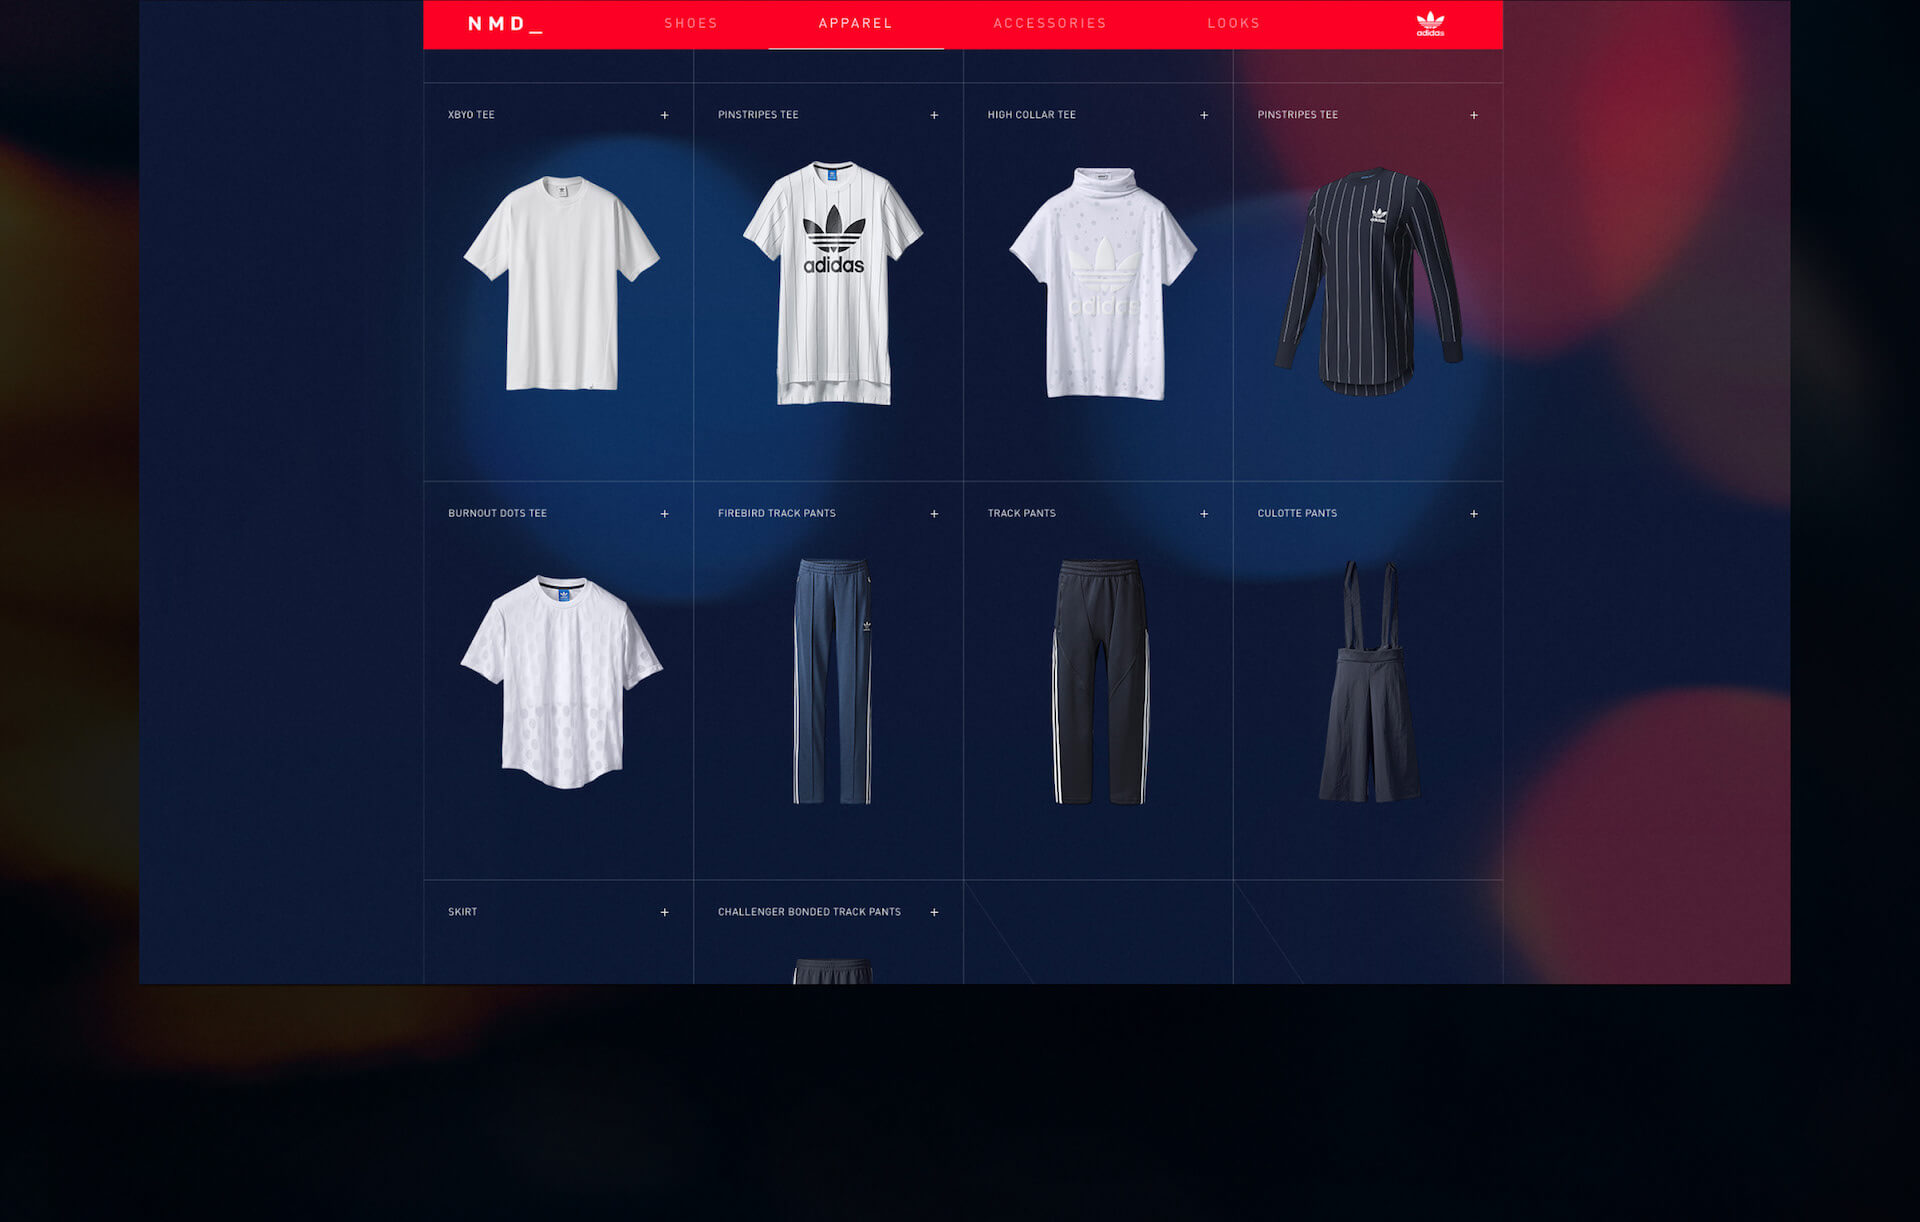 NMD_ SHOES APPAREL ACCESSORIES LOOKS adidas
XBYO TEE + PINSTRIPES TEE + HIGH COLLAR TEE + PINSTRIPES TEE +
adidas
adidas
adidas
BURNOUT DOTS TEE + FIREBIRD TRACK PANTS + TRACK PANTS + CULOTTE PANTS +
SKIRT + CHALLENGER BONDED TRACK PANTS +